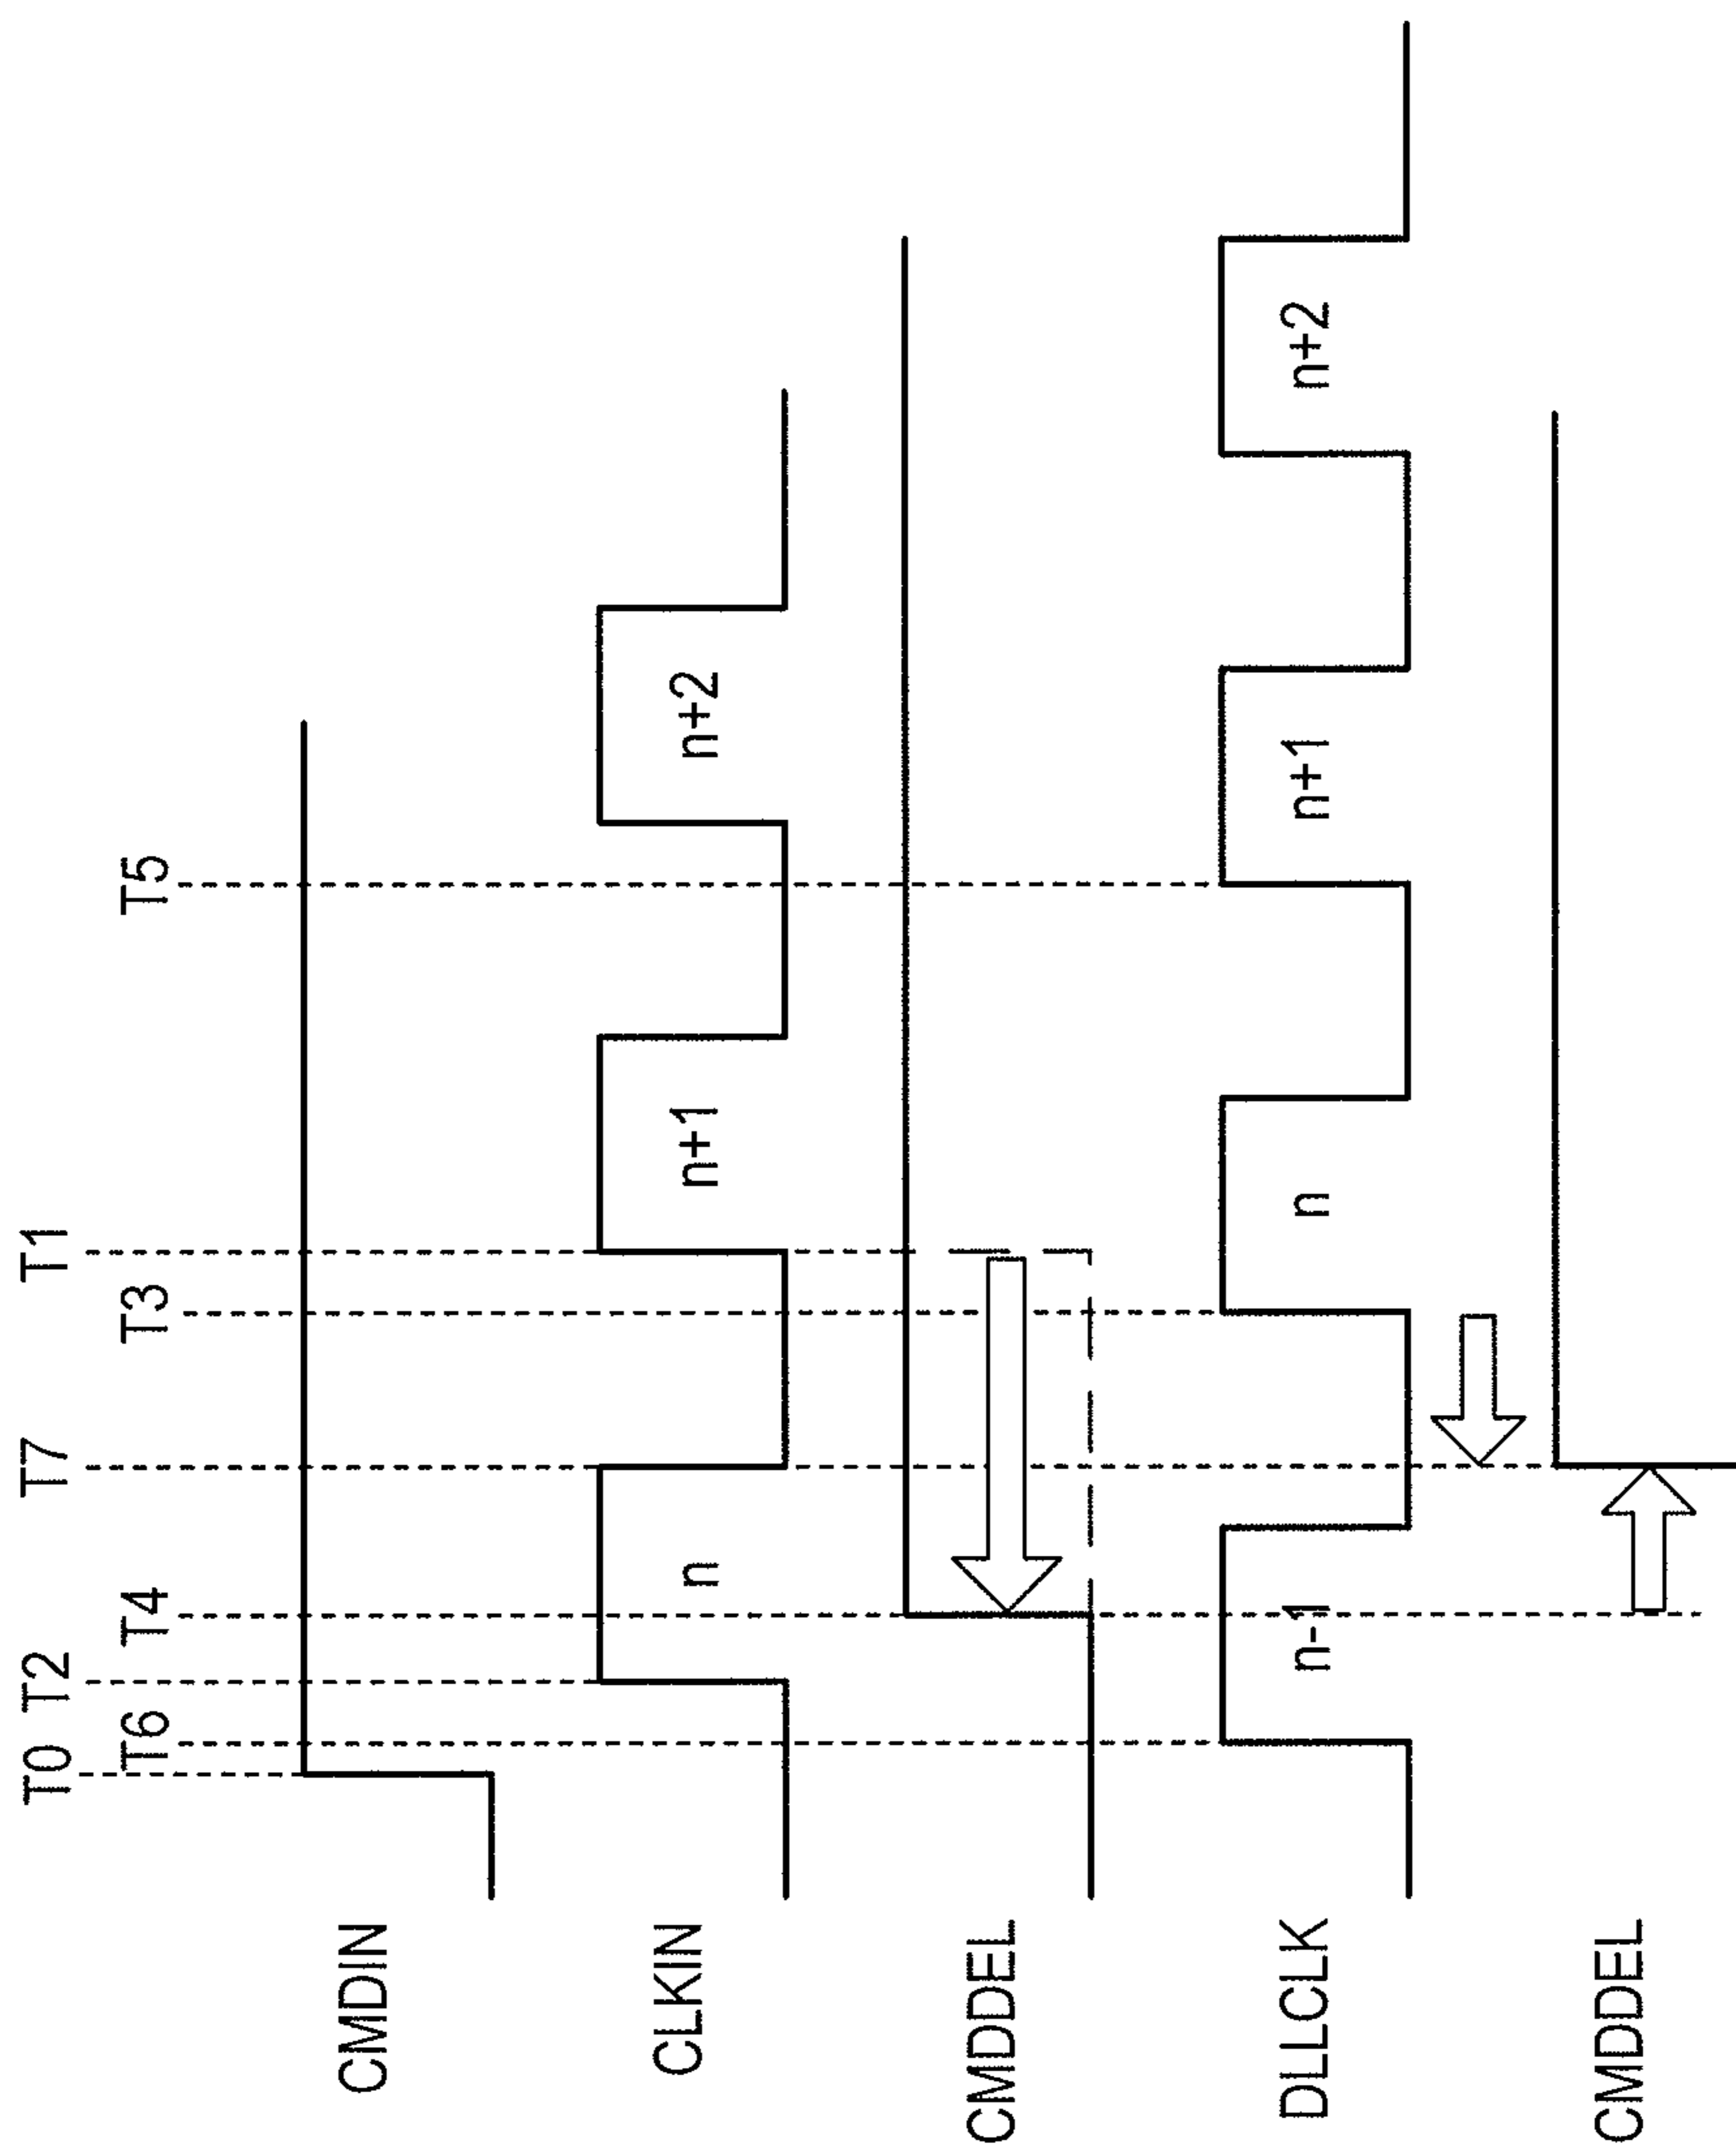 T0 T2 T7 T1
T6 T4 T3 T5
CMDIN
CLKIN n n+1 n+2
CMDDEL
DLLCLK n-1 n n+1 n+2
CMDDEL